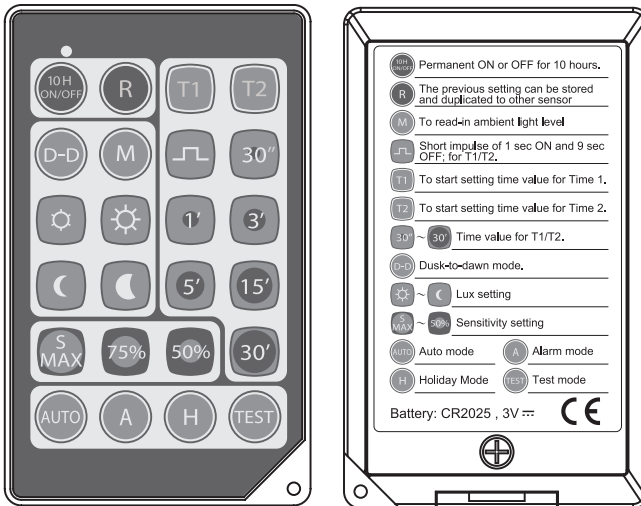 10H
ON/OFF
R
T1
T2
D-D
M
30"
1'
3'
5'
15'
S
MAX
75%
50%
30'
AUTO
A
H
TEST
10H
ON/OFF
Permanent ON or OFF for 10 hours.
R
The previous setting can be stored
and duplicated to other sensor
M
To read-in ambient light level
Short impulse of 1 sec ON and 9 sec
OFF; for T1/T2.
T1 To start setting time value for Time 1.
T2 To start setting time value for Time 2.
30" ~ 30' Time value for T1/T2.
D-D Dusk-to-dawn mode.
~ Lux setting
S
MAX ~ 50% Sensitivity setting
AUTO Auto mode A Alarm mode
H Holiday Mode TEST Test mode
Battery: CR2025 , 3V CE